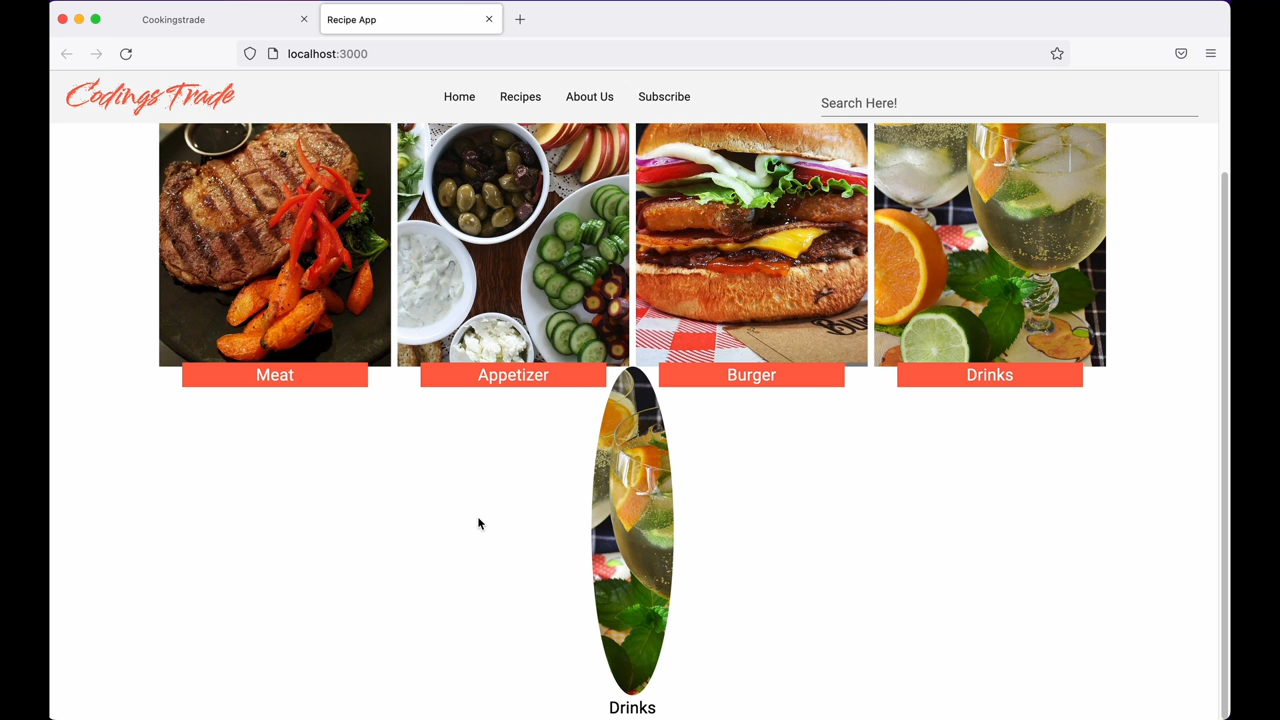 Cookingstrade
Recipe App
localhost:3000
Codings Trade
Home
Recipes
About Us
Subscribe
Search Here!
Meat
Appetizer
Burger
Drinks
Drinks